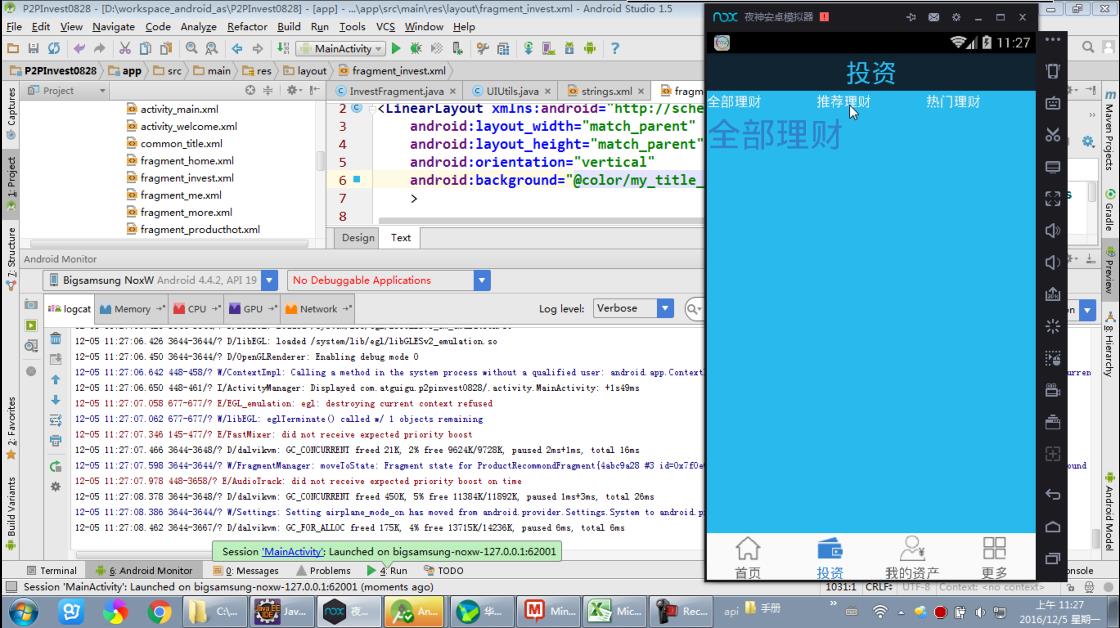 P2PInvest0828 - [D:\workspace_android_as\P2PInvest0828] - [app] - ...\app\src\main\res\layout\fragment_invest.xml - Android Studio 1.5
File Edit View Navigate Code Analyze Refactor Build Run Tools VCS Window Help
MainActivity
P2PInvest0828 app src main res layout fragment_invest.xml
Project
InvestFragment.java UIUtils.java strings.xml fragm
activity_main.xml
activity_welcome.xml
common_title.xml
fragment_home.xml
fragment_invest.xml
fragment_me.xml
fragment_more.xml
fragment_producthot.xml
2 <LinearLayout xmlns:android="http://sche
3 android:layout_width="match_parent"
4 android:layout_height="match_parent"
5 android:orientation="vertical"
6 android:background="@color/my_title_
7 >
8
Design Text
Captures
1: Project
7: Structure
2: Favorites
Build Variants
Android Monitor
Bigsamsung NoxW Android 4.4.2, API 19
No Debuggable Applications
logcat Memory CPU GPU Network
Log level: Verbose
12-05 11:27:06.426 3644-3644/? D/libEGL: loaded /system/lib/egl/libGLESv2_emulation.so
12-05 11:27:06.450 3644-3644/? D/OpenGLRenderer: Enabling debug mode 0
12-05 11:27:06.642 448-458/? W/ContextImpl: Calling a method in the system process without a qualified user: android.app.Context
12-05 11:27:06.650 448-461/? I/ActivityManager: Displayed com.atguigu.p2pinvest0828/.activity.MainActivity: +1s49ms
12-05 11:27:07.058 677-677/? E/EGL_emulation: egl: destroying current context refused
12-05 11:27:07.062 677-677/? W/libEGL: eglTerminate() called w/ 1 objects remaining
12-05 11:27:07.346 145-477/? E/FastMixer: did not receive expected priority boost
12-05 11:27:07.466 3644-3648/? D/dalvikvm: GC_CONCURRENT freed 21K, 2% free 9624K/9728K, paused 2ms+1ms, total 16ms
12-05 11:27:07.598 3644-3644/? W/FragmentManager: moveToState: Fragment state for ProductRecommondFragment{4abc9a28 #3 id=0x7f0e
12-05 11:27:07.978 448-3658/? E/AudioTrack: did not receive expected priority boost on time
12-05 11:27:08.378 3644-3648/? D/dalvikvm: GC_CONCURRENT freed 450K, 5% free 11384K/11892K, paused 1ms+3ms, total 26ms
12-05 11:27:08.386 3644-3644/? W/Settings: Setting airplane_mode_on has moved from android.provider.Settings.System to android.p
12-05 11:27:08.462 3644-3667/? D/dalvikvm: GC_FOR_ALLOC freed 175K, 4% free 13715K/14236K, paused 6ms, total 6ms
Session 'MainActivity': Launched on bigsamsung-noxw-127.0.0.1:62001
Terminal 6: Android Monitor 0: Messages Problems 4: Run TODO
Session 'MainActivity': Launched on bigsamsung-noxw-127.0.0.1:62001 (moments ago)
1031:1 CRLF÷ UTF-8 Context: <no context>
nox 夜神安卓模拟器
11:27
投资
全部理财 推荐理财 热门理财
全部理财
首页 投资 我的资产 更多
Maven Projects
Gradle
Preview
Hierarchy
Android Model
onsole
C:\... Jav... 夜... An... 华... Min... Mic... Rec... api 手册
上午 11:27
2016/12/5 星期一